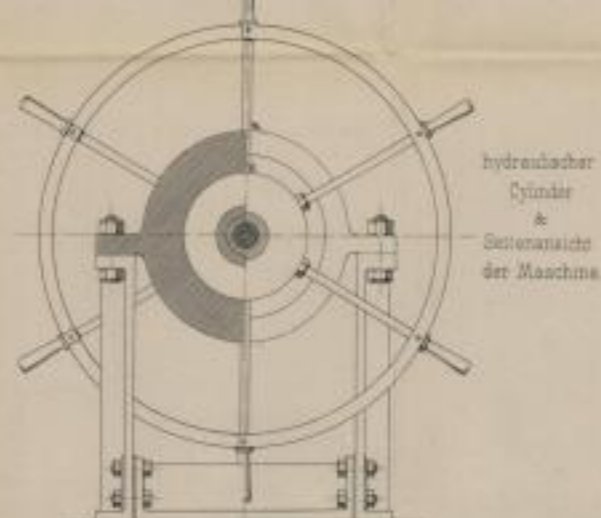 hydraulischer
Cylinder
&
Seitenansicht
der Maschine